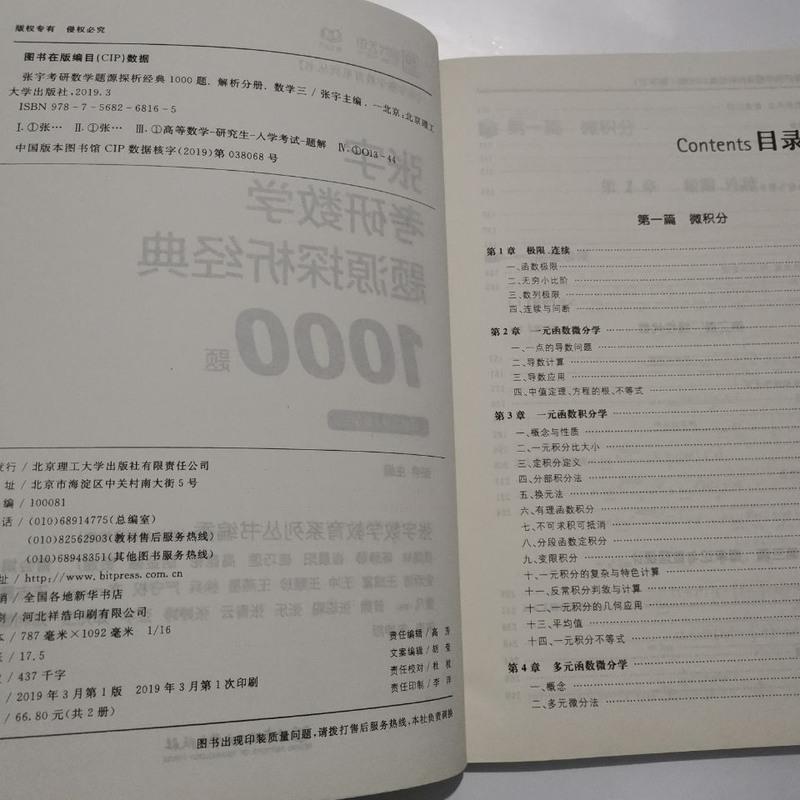 版权专有 侵权必究
图书在版编目(CIP)数据
张宇考研数学题源探析经典1000题. 解析分册. 数学三/张宇主编. —北京:北京理工
大学出版社,2019.3
ISBN 978-7-5682-6816-5
Ⅰ.①张… Ⅱ.①张… Ⅲ.①高等数学-研究生-入学考试-题解 Ⅳ.①O13-44
中国版本图书馆CIP数据核字(2019)第038068号
张宇
考研数学
题源探析经典
1000题
发行/北京理工大学出版社有限责任公司
址/北京市海淀区中关村南大街5号
编/100081
话/(010)68914775(总编室)
(010)82562903(教材售后服务热线)
(010)68948351(其他图书服务热线)
址/http://www.bitpress.com.cn
销/全国各地新华书店
刷/河北祥浩印刷有限公司
本/787毫米×1092毫米 1/16
张/17.5
数/437千字
/2019年3月第1版 2019年3月第1次印刷
/66.80元(共2册)
责任编辑/高芳
文案编辑/胡莹
责任校对/杜枝
责任印制/李洋
图书出现印装质量问题,请拨打售后服务热线,本社负责调换
Contents 目录
第一篇 微积分
第1章 极限、连续
一、函数极限
二、无穷小比阶
三、数列极限
四、连续与间断
第2章 一元函数微分学
一、一点的导数问题
二、导数计算
三、导数应用
四、中值定理、方程的根、不等式
第3章 一元函数积分学
一、概念与性质
二、一元积分比大小
三、定积分定义
四、分部积分法
五、换元法
六、有理函数积分
七、不可求积可抵消
八、分段函数定积分
九、变限积分
十、一元积分的复杂与特色计算
十一、反常积分判敛与计算
十二、一元积分的几何应用
十三、平均值
十四、一元积分不等式
第4章 多元函数微分学
一、概念
二、多元微分法